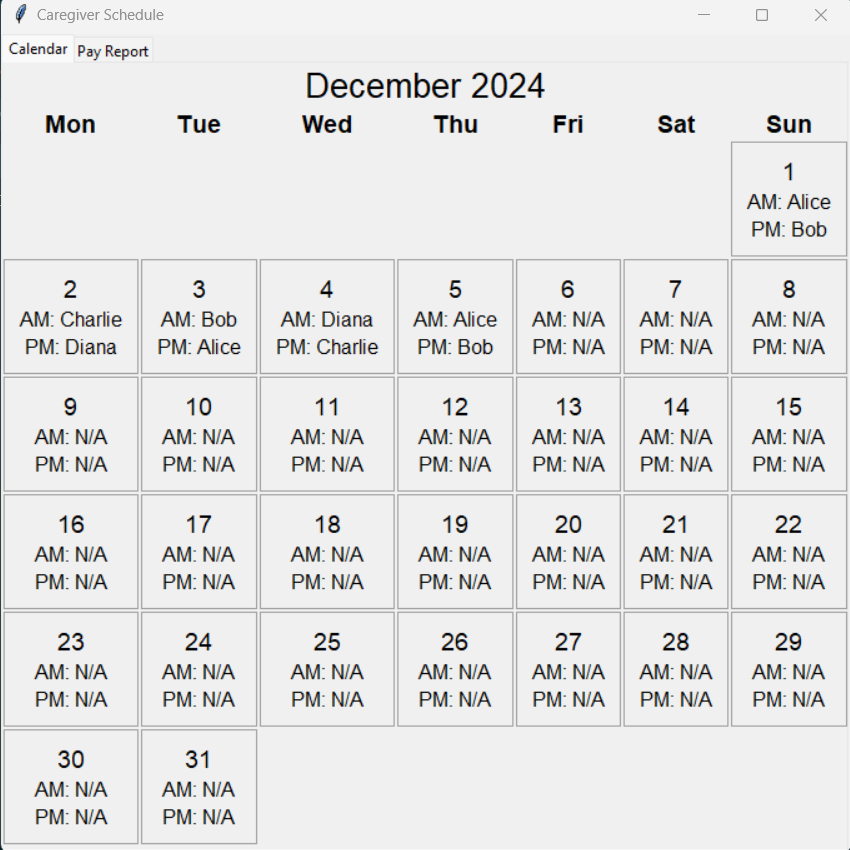 Caregiver Schedule
Calendar Pay Report
December 2024
Mon Tue Wed Thu Fri Sat Sun
1
AM: Alice
PM: Bob
2 3 4 5 6 7 8
AM: Charlie AM: Bob AM: Diana AM: Alice AM: N/A AM: N/A AM: N/A
PM: Diana PM: Alice PM: Charlie PM: Bob PM: N/A PM: N/A PM: N/A
9 10 11 12 13 14 15
AM: N/A AM: N/A AM: N/A AM: N/A AM: N/A AM: N/A AM: N/A
PM: N/A PM: N/A PM: N/A PM: N/A PM: N/A PM: N/A PM: N/A
16 17 18 19 20 21 22
AM: N/A AM: N/A AM: N/A AM: N/A AM: N/A AM: N/A AM: N/A
PM: N/A PM: N/A PM: N/A PM: N/A PM: N/A PM: N/A PM: N/A
23 24 25 26 27 28 29
AM: N/A AM: N/A AM: N/A AM: N/A AM: N/A AM: N/A AM: N/A
PM: N/A PM: N/A PM: N/A PM: N/A PM: N/A PM: N/A PM: N/A
30 31
AM: N/A AM: N/A
PM: N/A PM: N/A